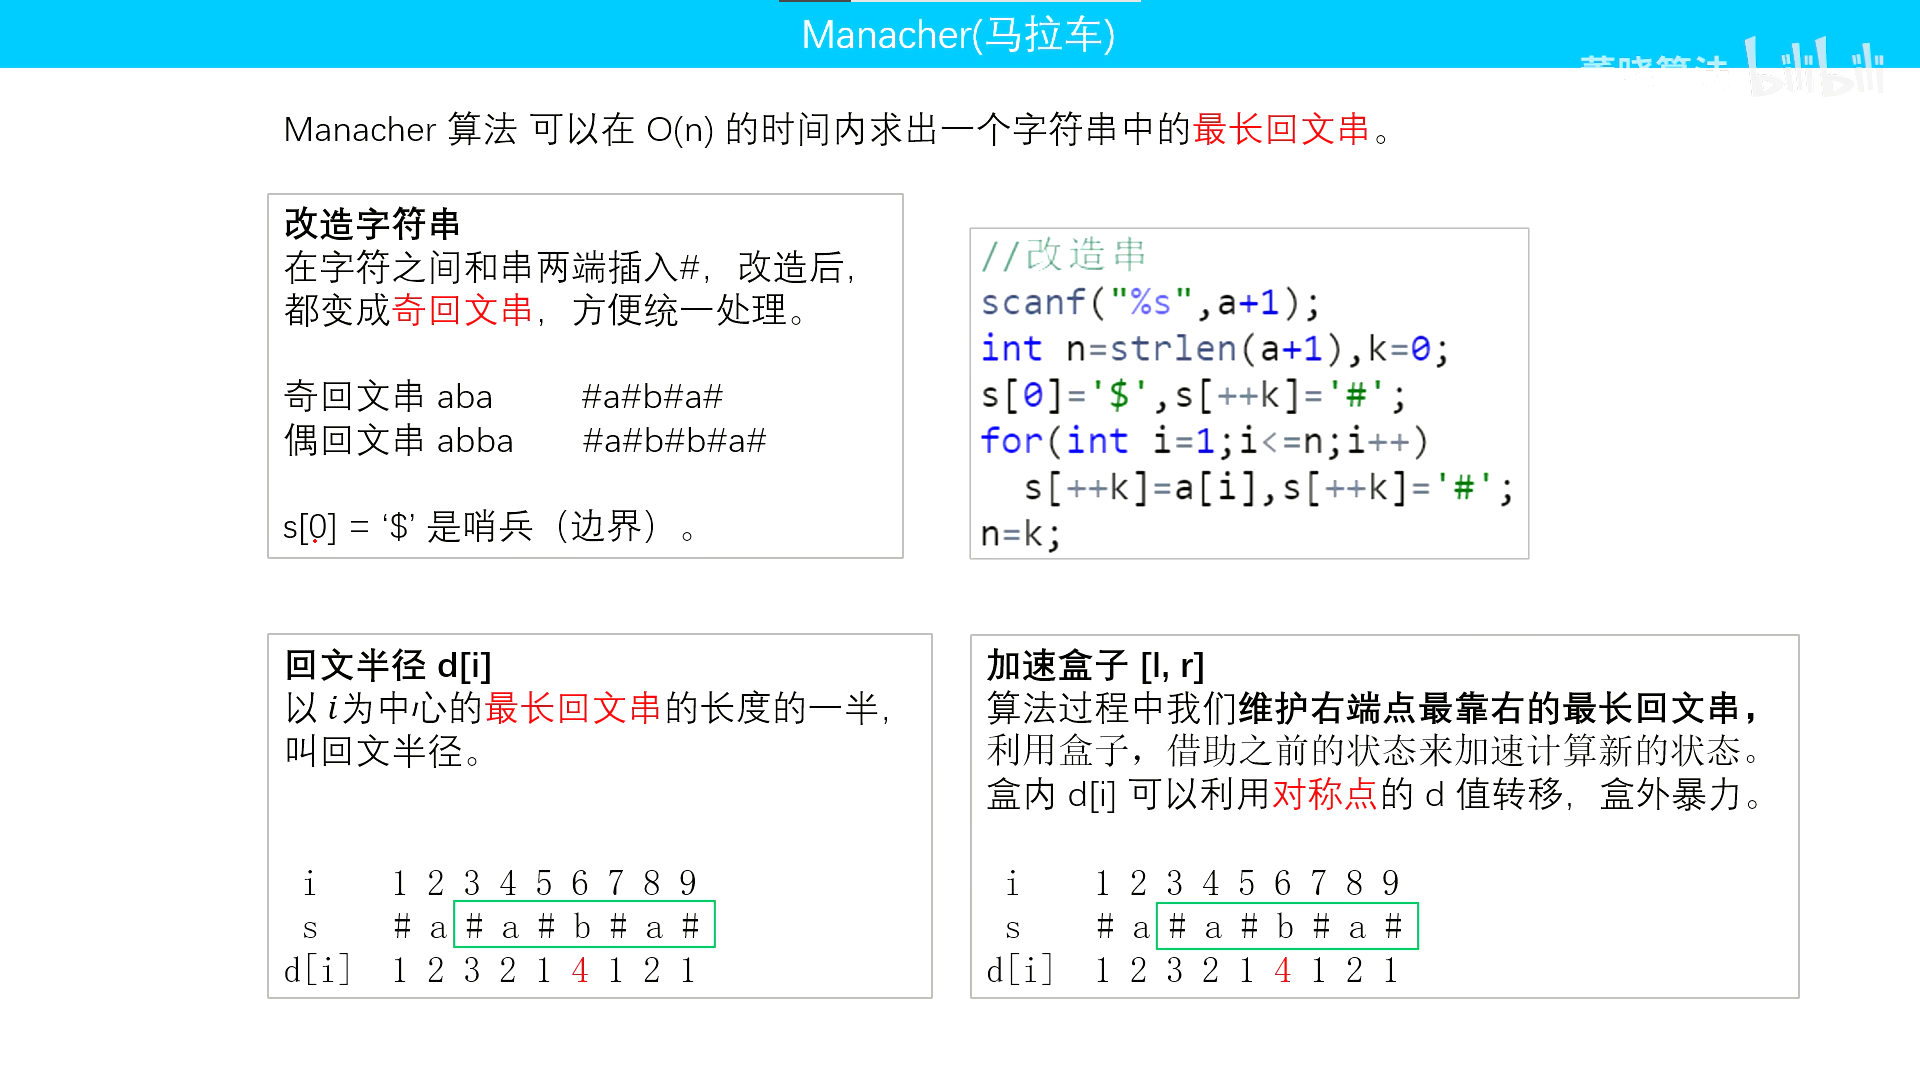 Manacher(马拉车)
董晓算法 bilibili
Manacher 算法 可以在 O(n) 的时间内求出一个字符串中的最长回文串。
改造字符串
在字符之间和串两端插入#，改造后，
都变成奇回文串，方便统一处理。
奇回文串 aba #a#b#a#
偶回文串 abba #a#b#b#a#
s[0] = ‘$’ 是哨兵（边界）。
//改造串
scanf("%s",a+1);
int n=strlen(a+1),k=0;
s[0]='$',s[++k]='#';
for(int i=1;i<=n;i++)
s[++k]=a[i],s[++k]='#';
n=k;
回文半径 d[i]
以 i为中心的最长回文串的长度的一半，
叫回文半径。
i 1 2 3 4 5 6 7 8 9
s # a # a # b # a #
d[i] 1 2 3 2 1 4 1 2 1
加速盒子 [l, r]
算法过程中我们维护右端点最靠右的最长回文串，
利用盒子，借助之前的状态来加速计算新的状态。
盒内 d[i] 可以利用对称点的 d 值转移，盒外暴力。
i 1 2 3 4 5 6 7 8 9
s # a # a # b # a #
d[i] 1 2 3 2 1 4 1 2 1